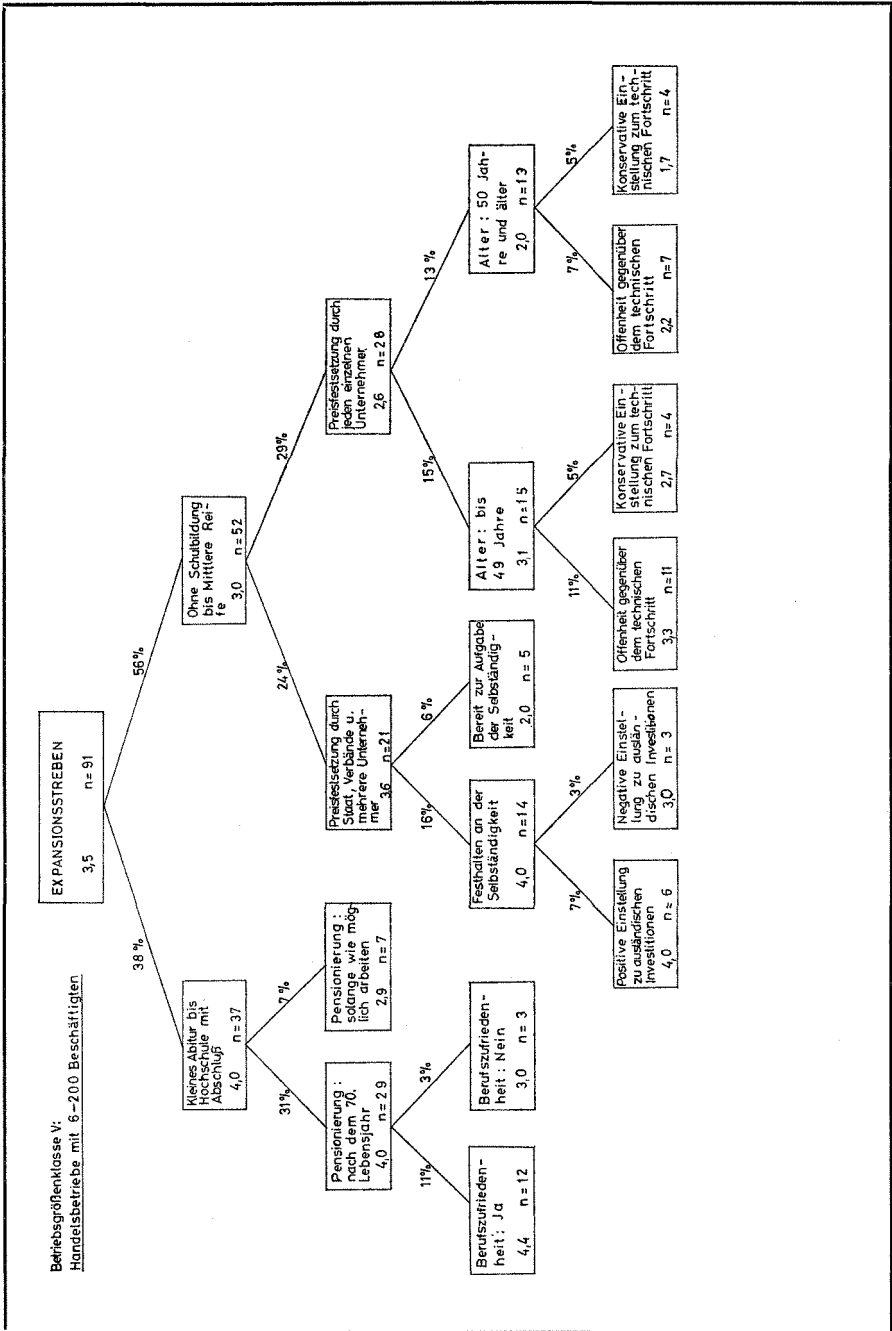 Betriebsgrößenklasse V:
Handelsbetriebe mit 6-200 Beschäftigten
EXPANSIONSSTREBEN
3,5 n = 91
38 %
56%
Kleines Abitur bis
Hochschule mit
Abschluß
4,0 n = 37
Ohne Schulbildung
bis Mittlere Rei-
fe
3,0 n = 52
31%
7 %
24%
29%
Pensionierung :
nach dem 70.
Lebensjahr
4,0 n = 29
Pensionierung :
solange wie mög-
lich arbeiten
2,9 n = 7
Preisfestsetzung durch
Staat, Verbände u.
mehrere Unterneh-
mer
3,6 n = 21
Preisfestsetzung durch
jeden einzelnen
Unternehmer
2,6 n = 28
11%
3%
16%
6 %
15%
13 %
Berufszufrieden-
heit : Ja
4,4 n = 12
Berufszufrieden-
heit : Nein
3,0 n = 3
Festhalten an der
Selbständigkeit
4,0 n = 14
Bereit zur Aufgabe
der Selbständig-
keit
2,0 n = 5
Alter : bis
49 Jahre
3,1 n = 15
Alter : 50 Jah-
re und älter
2,0 n = 13
7%
3%
11%
5%
7%
5%
Positive Einstellung
zu ausländischen
Investitionen
4,0 n = 6
Negative Einstel-
lung zu auslän-
dischen Investitionen
3,0 n = 3
Offenheit gegenüber
dem technischen
Fortschritt
3,3 n = 11
Konservative Ein-
stellung zum tech-
nischen Fortschritt
2,7 n = 4
Offenheit gegenüber
dem technischen
Fortschritt
2,2 n = 7
Konservative Ein-
stellung zum tech-
nischen Fortschritt
1,7 n = 4